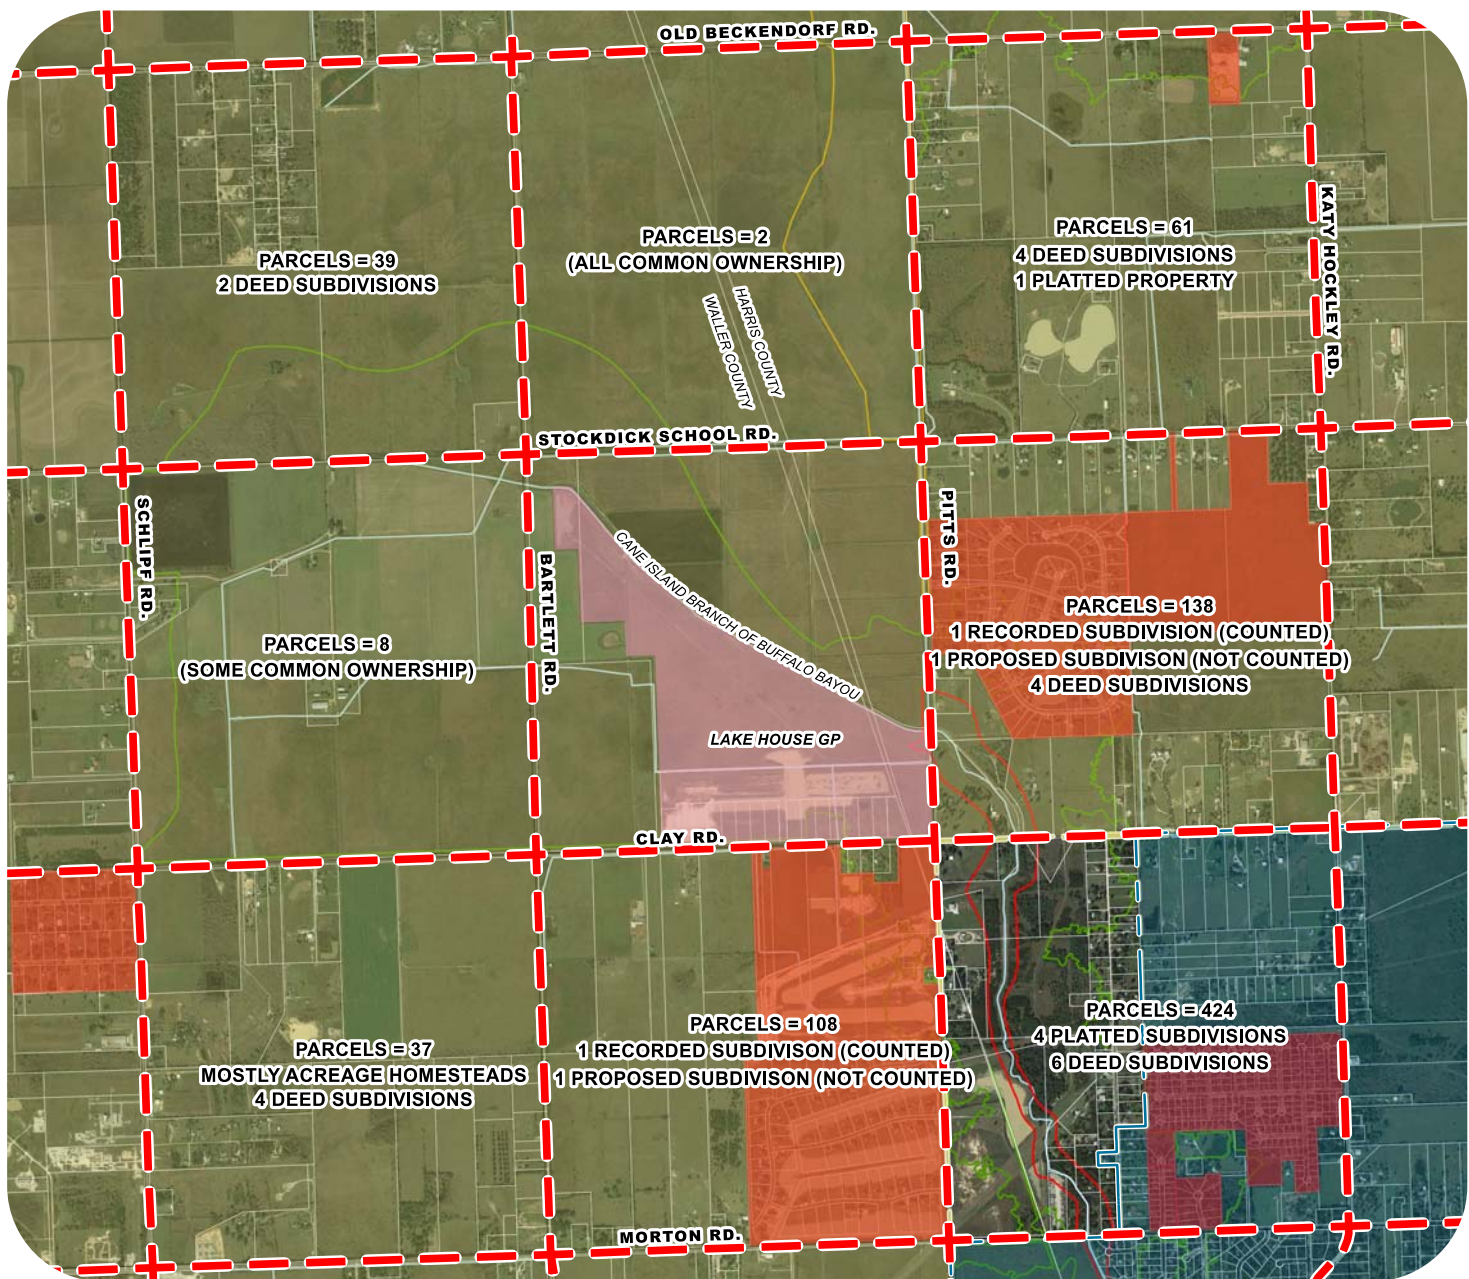 OLD BECKENDORF RD.
KATY HOCKLEY RD.
PARCELS = 39
2 DEED SUBDIVISIONS
PARCELS = 2
(ALL COMMON OWNERSHIP)
PARCELS = 61
4 DEED SUBDIVISIONS
1 PLATTED PROPERTY
HARRIS COUNTY
WALLER COUNTY
STOCKDICK SCHOOL RD.
SCHLIPF RD.
BARTLETT RD.
PITTS RD.
CANE ISLAND BRANCH OF BUFFALO BAYOU
PARCELS = 8
(SOME COMMON OWNERSHIP)
LAKE HOUSE GP
PARCELS = 138
1 RECORDED SUBDIVISION (COUNTED)
1 PROPOSED SUBDIVISON (NOT COUNTED)
4 DEED SUBDIVISIONS
CLAY RD.
PARCELS = 37
MOSTLY ACREAGE HOMESTEADS
4 DEED SUBDIVISIONS
PARCELS = 108
1 RECORDED SUBDIVISON (COUNTED)
1 PROPOSED SUBDIVISON (NOT COUNTED)
PARCELS = 424
4 PLATTED SUBDIVISIONS
6 DEED SUBDIVISIONS
MORTON RD.